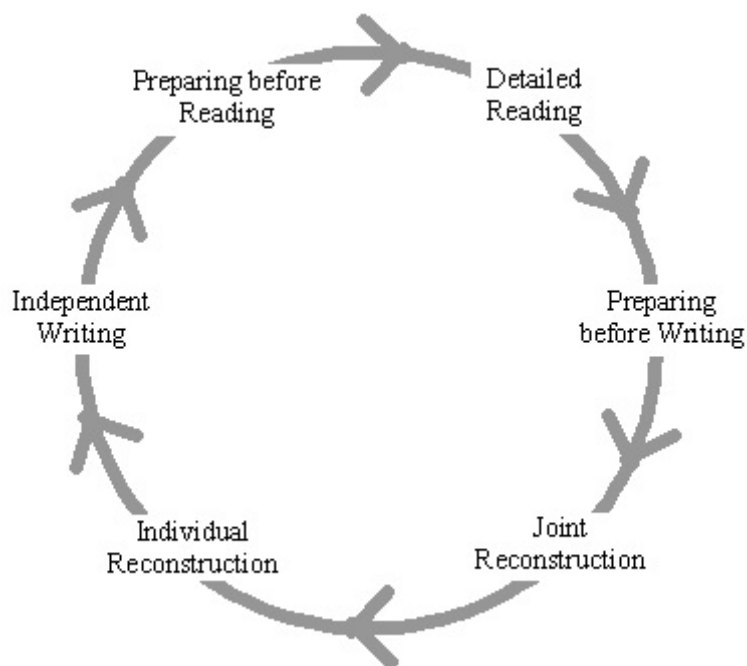 Preparing before
Reading
Detailed
Reading
Preparing
before Writing
Joint
Reconstruction
Individual
Reconstruction
Independent
Writing